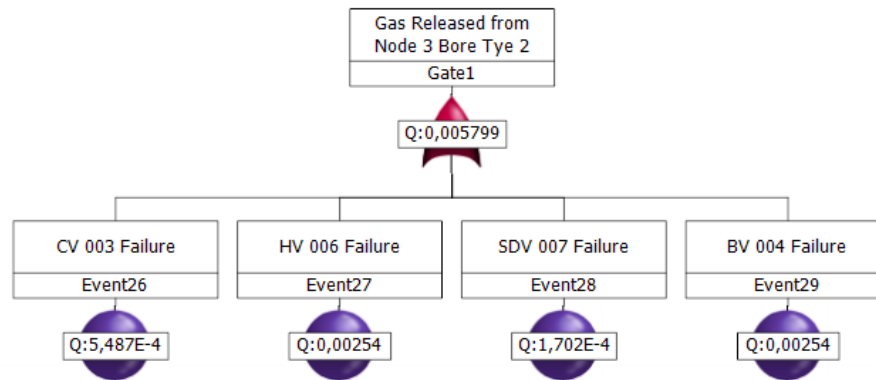 Gas Released from
Node 3 Bore Tye 2
Gate1
Q:0,005799
CV 003 Failure
HV 006 Failure
SDV 007 Failure
BV 004 Failure
Event26
Event27
Event28
Event29
Q:5,487E-4
Q:0,00254
Q:1,702E-4
Q:0,00254